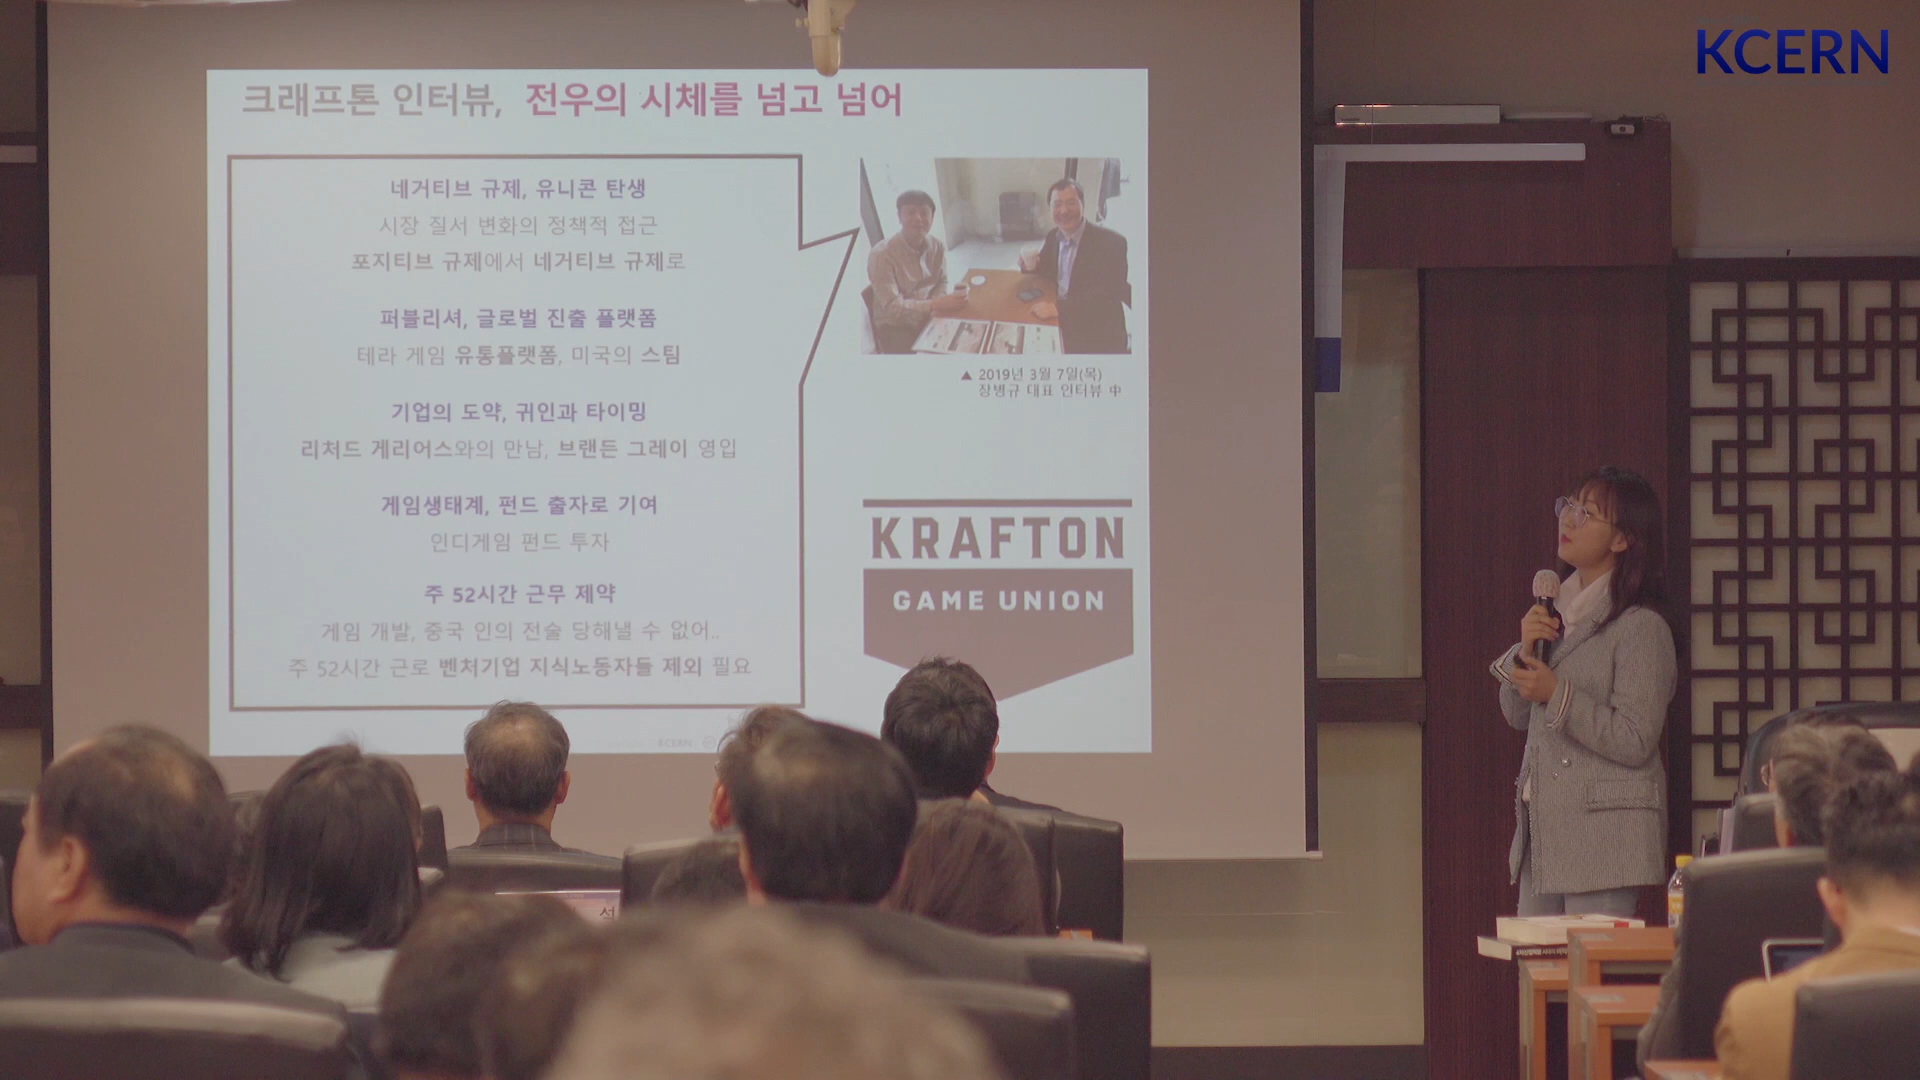 KCERN
크래프톤 인터뷰, 전우의 시체를 넘고 넘어
네거티브 규제, 유니콘 탄생
시장 질서 변화의 정책적 접근
포지티브 규제에서 네거티브 규제로
퍼블리셔, 글로벌 진출 플랫폼
테라 게임 유통플랫폼, 미국의 스팀
기업의 도약, 귀인과 타이밍
리처드 게리어스와의 만남, 브랜든 그레이 영입
게임생태계, 펀드 출자로 기여
인디게임 펀드 투자
주 52시간 근무 제약
게임 개발, 중국 인의 전술 당해낼 수 없어..
주 52시간 근로 벤처기업 지식노동자들 제외 필요
▲ 2019년 3월 7일(목)
장병규 대표 인터뷰 中
KRAFTON
GAME UNION
KCERN
석